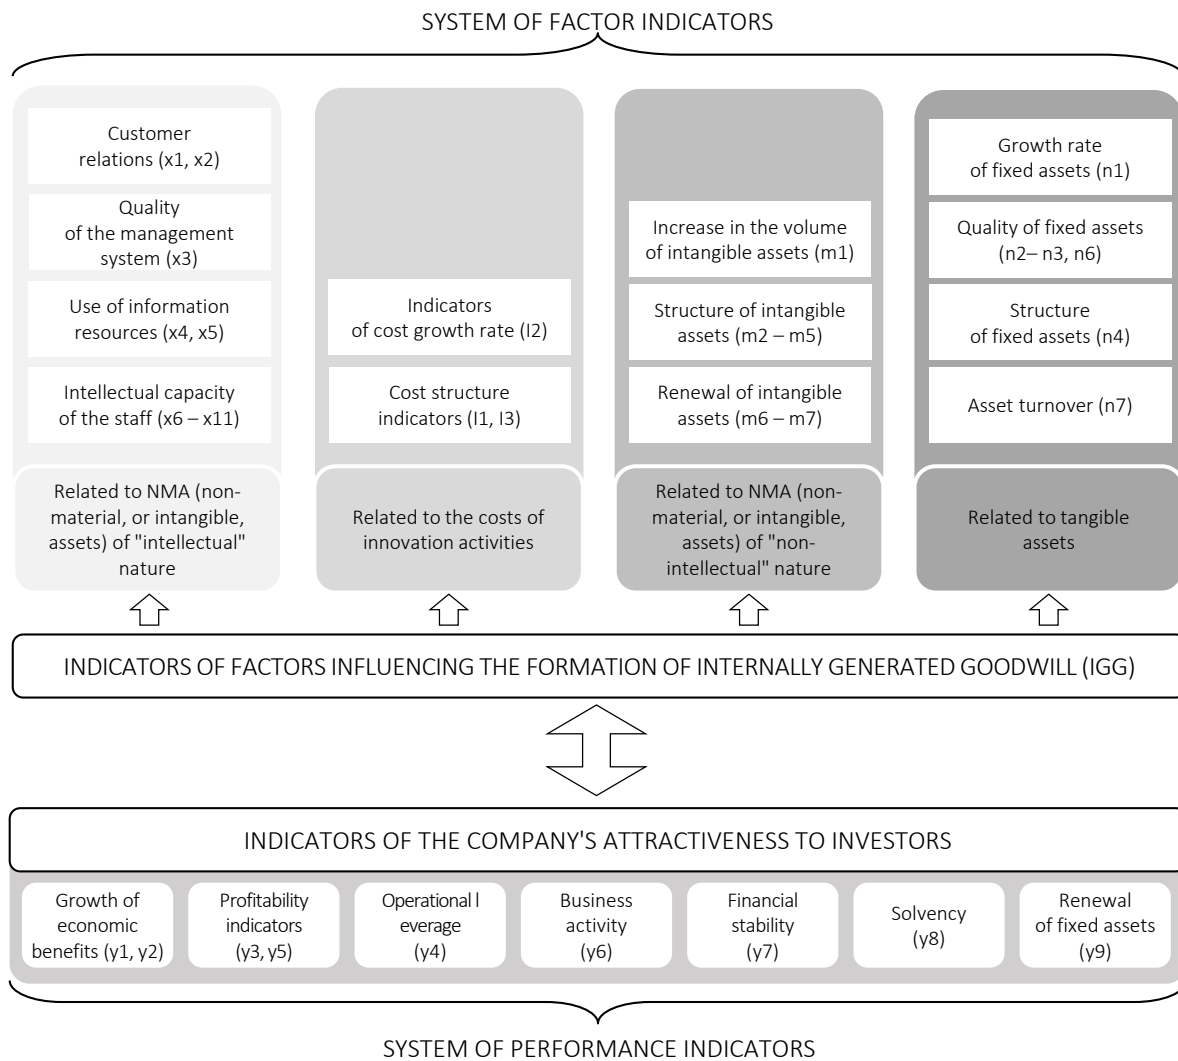 SYSTEM OF FACTOR INDICATORS
Customer
relations (x1, x2)
Quality
of the management
system (x3)
Use of information
resources (x4, x5)
Intellectual capacity
of the staff (x6 – x11)
Related to NMA (non-
material, or intangible,
assets) of "intellectual"
nature
Indicators
of cost growth rate (I2)
Cost structure
indicators (I1, I3)
Related to the costs of
innovation activities
Increase in the volume
of intangible assets (m1)
Structure of intangible
assets (m2 – m5)
Renewal of intangible
assets (m6 – m7)
Related to NMA (non-
material, or intangible,
assets) of "non-
intellectual" nature
Growth rate
of fixed assets (n1)
Quality of fixed assets
(n2– n3, n6)
Structure
of fixed assets (n4)
Asset turnover (n7)
Related to tangible
assets
INDICATORS OF FACTORS INFLUENCING THE FORMATION OF INTERNALLY GENERATED GOODWILL (IGG)
INDICATORS OF THE COMPANY'S ATTRACTIVENESS TO INVESTORS
Growth of
economic
benefits (y1, y2)
Profitability
indicators
(y3, y5)
Operational l
everage
(y4)
Business
activity
(y6)
Financial
stability
(y7)
Solvency
(y8)
Renewal
of fixed assets
(y9)
SYSTEM OF PERFORMANCE INDICATORS